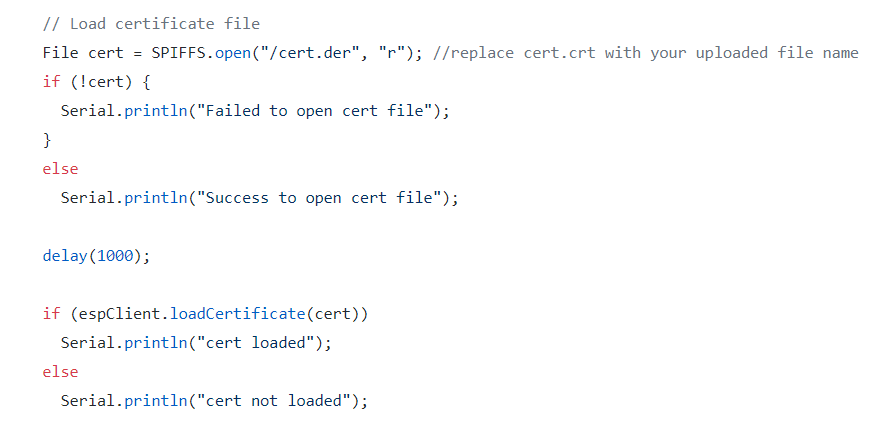 // Load certificate file
File cert = SPIFFS.open("/cert.der", "r"); //replace cert.crt with your uploaded file name
if (!cert) {
Serial.println("Failed to open cert file");
}
else
Serial.println("Success to open cert file");
delay(1000);
if (espClient.loadCertificate(cert))
Serial.println("cert loaded");
else
Serial.println("cert not loaded");